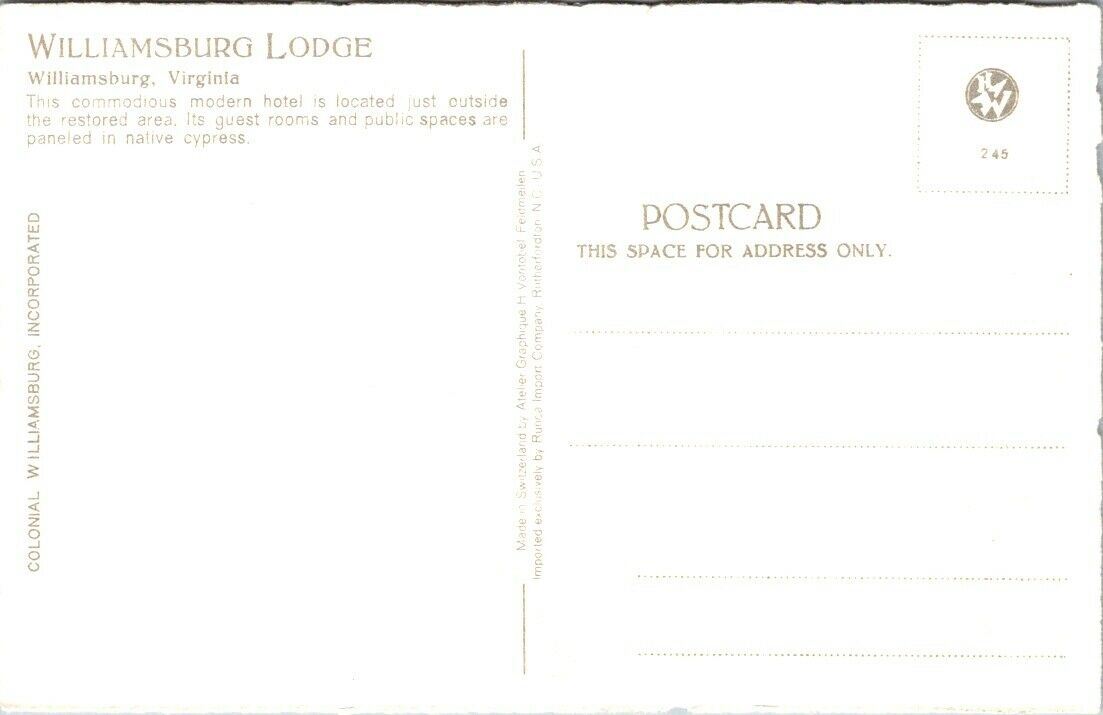 WILLIAMSBURG LODGE
Williamsburg, Virginia
This commodious modern hotel is located just outside
the restored area. Its guest rooms and public spaces are
paneled in native cypress.
COLONIAL WILLIAMSBURG, INCORPORATED
Made in Switzerland by Atelier Graphique H. Vontobel Feldmeilen
Imported exclusively by Runca Import Company, Rutherfordton N.C. U.S.A
245
POSTCARD
THIS SPACE FOR ADDRESS ONLY.